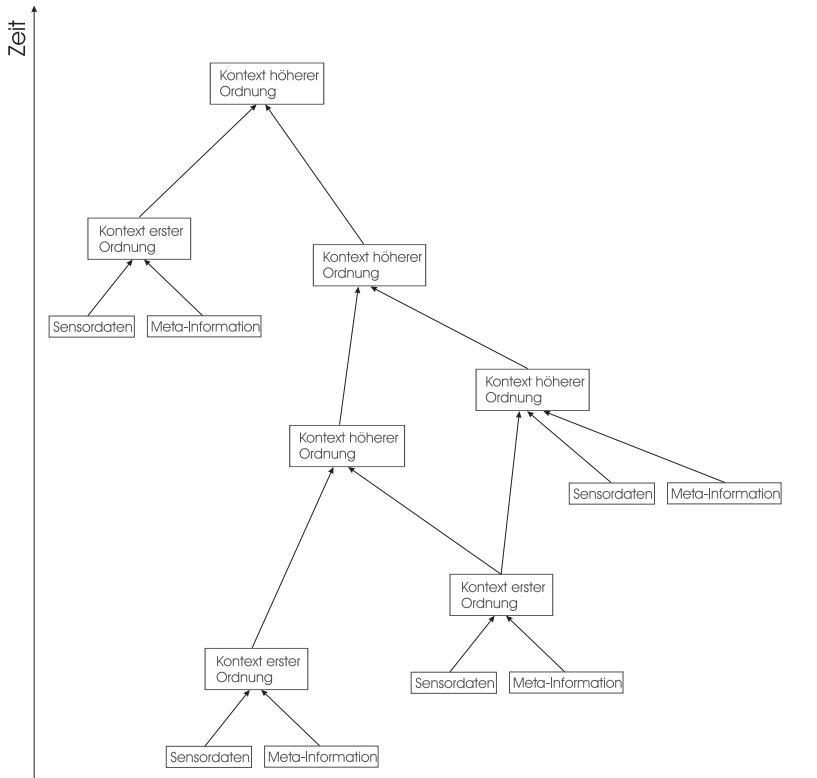 Zeit
Kontext höherer
Ordnung
Kontext erster
Ordnung
Kontext höherer
Ordnung
Sensordaten
Meta-Information
Kontext höherer
Ordnung
Kontext höherer
Ordnung
Sensordaten
Meta-Information
Kontext erster
Ordnung
Kontext erster
Ordnung
Sensordaten
Meta-Information
Sensordaten
Meta-Information